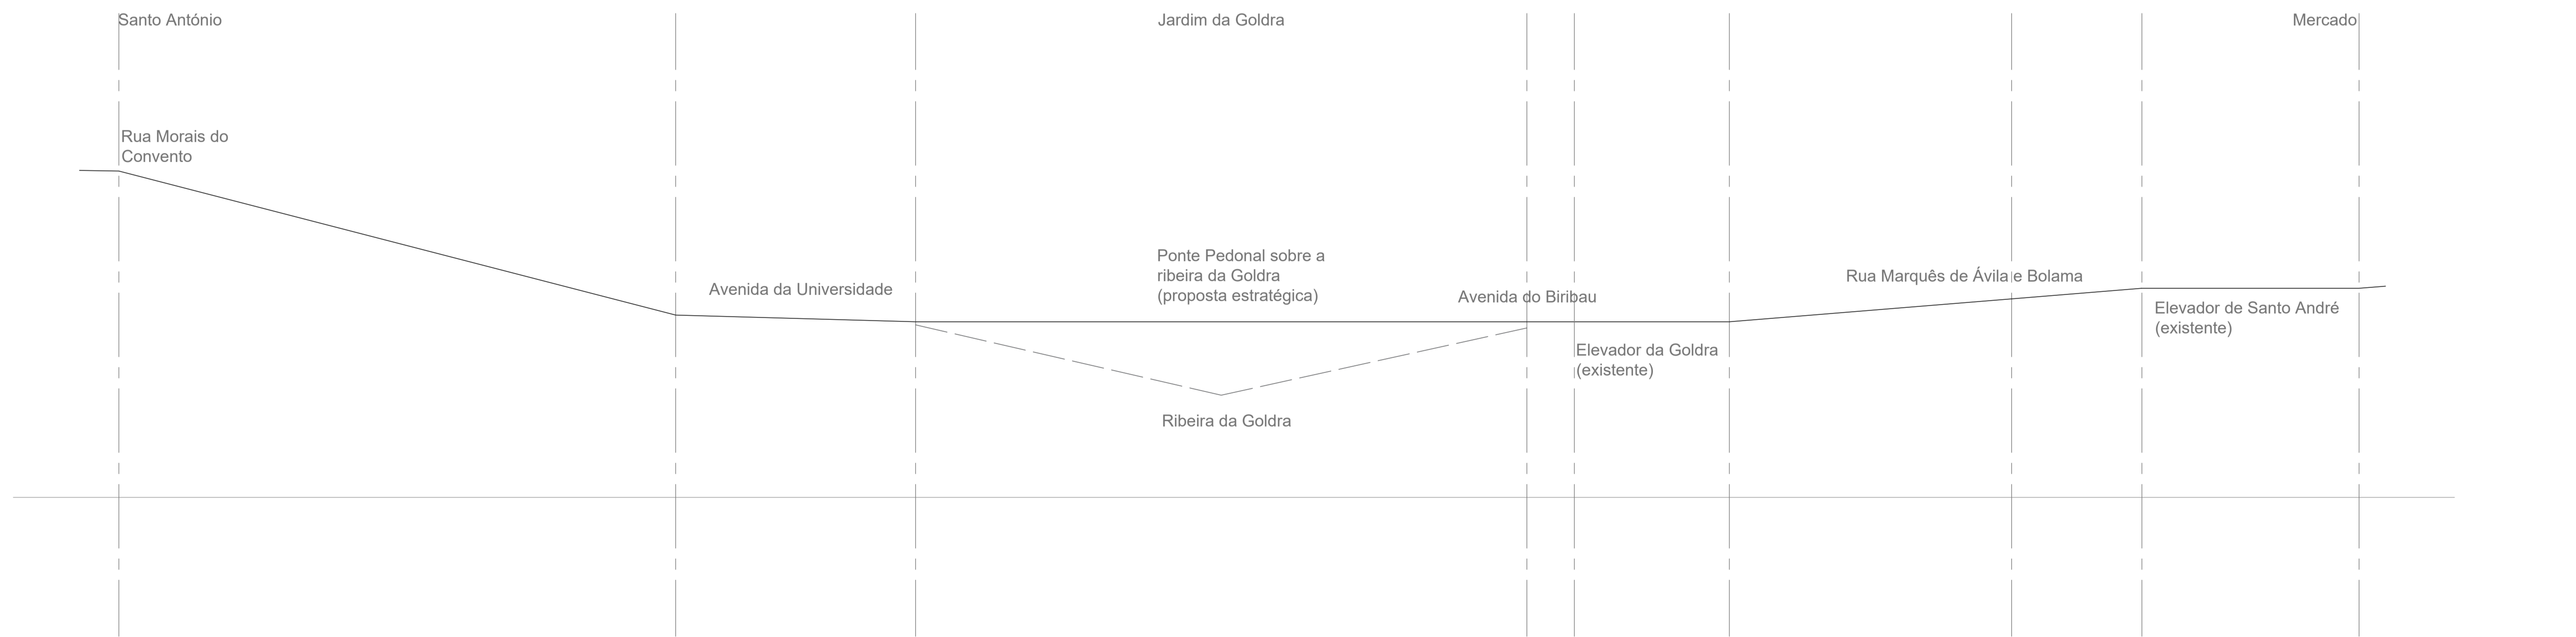 Santo António
Jardim da Goldra
Mercado
Rua Morais do
Convento
Avenida da Universidade
Ponte Pedonal sobre a
ribeira da Goldra
(proposta estratégica)
Avenida do Biribau
Rua Marquês de Ávila e Bolama
Elevador de Santo André
(existente)
Elevador da Goldra
(existente)
Ribeira da Goldra